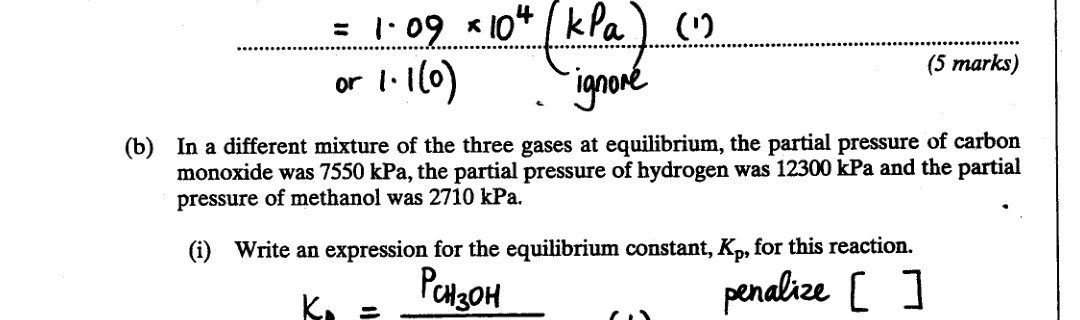 = 1.09 × 10⁴ (kPa) (1)
or 1.1(0) ignore
(5 marks)
(b) In a different mixture of the three gases at equilibrium, the partial pressure of carbon
monoxide was 7550 kPa, the partial pressure of hydrogen was 12300 kPa and the partial
pressure of methanol was 2710 kPa.
(i) Write an expression for the equilibrium constant, Kp, for this reaction.
PCH3OH penalize [ ]
Kp = (1)